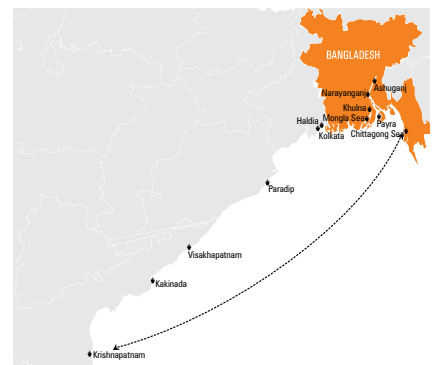 BANGLADESH
Ashuganj
Narayanganj
Khulna
Mongla Sea
Payra
Haldia
Kolkata
Chittagong Sea
Paradip
Visakhapatnam
Kakinada
Krishnapatnam